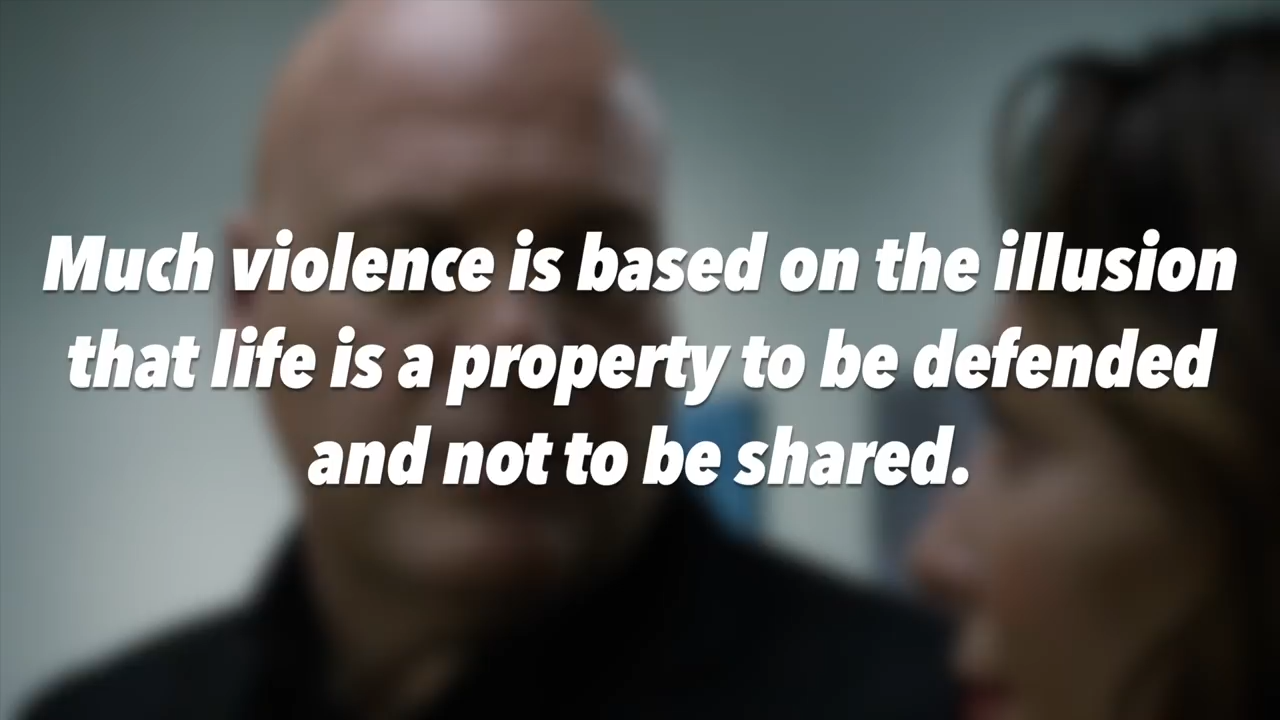 Much violence is based on the illusion
that life is a property to be defended
and not to be shared.